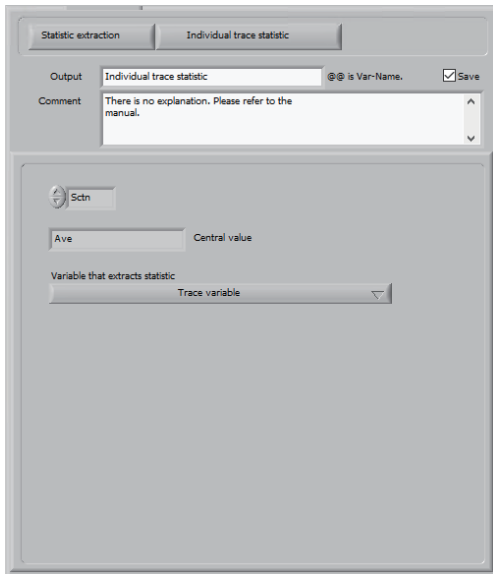 Statistic extraction
Individual trace statistic
Output
Individual trace statistic
@@ is Var-Name.
Save
Comment
There is no explanation. Please refer to the
manual.
Sctn
Ave
Central value
Variable that extracts statistic
Trace variable